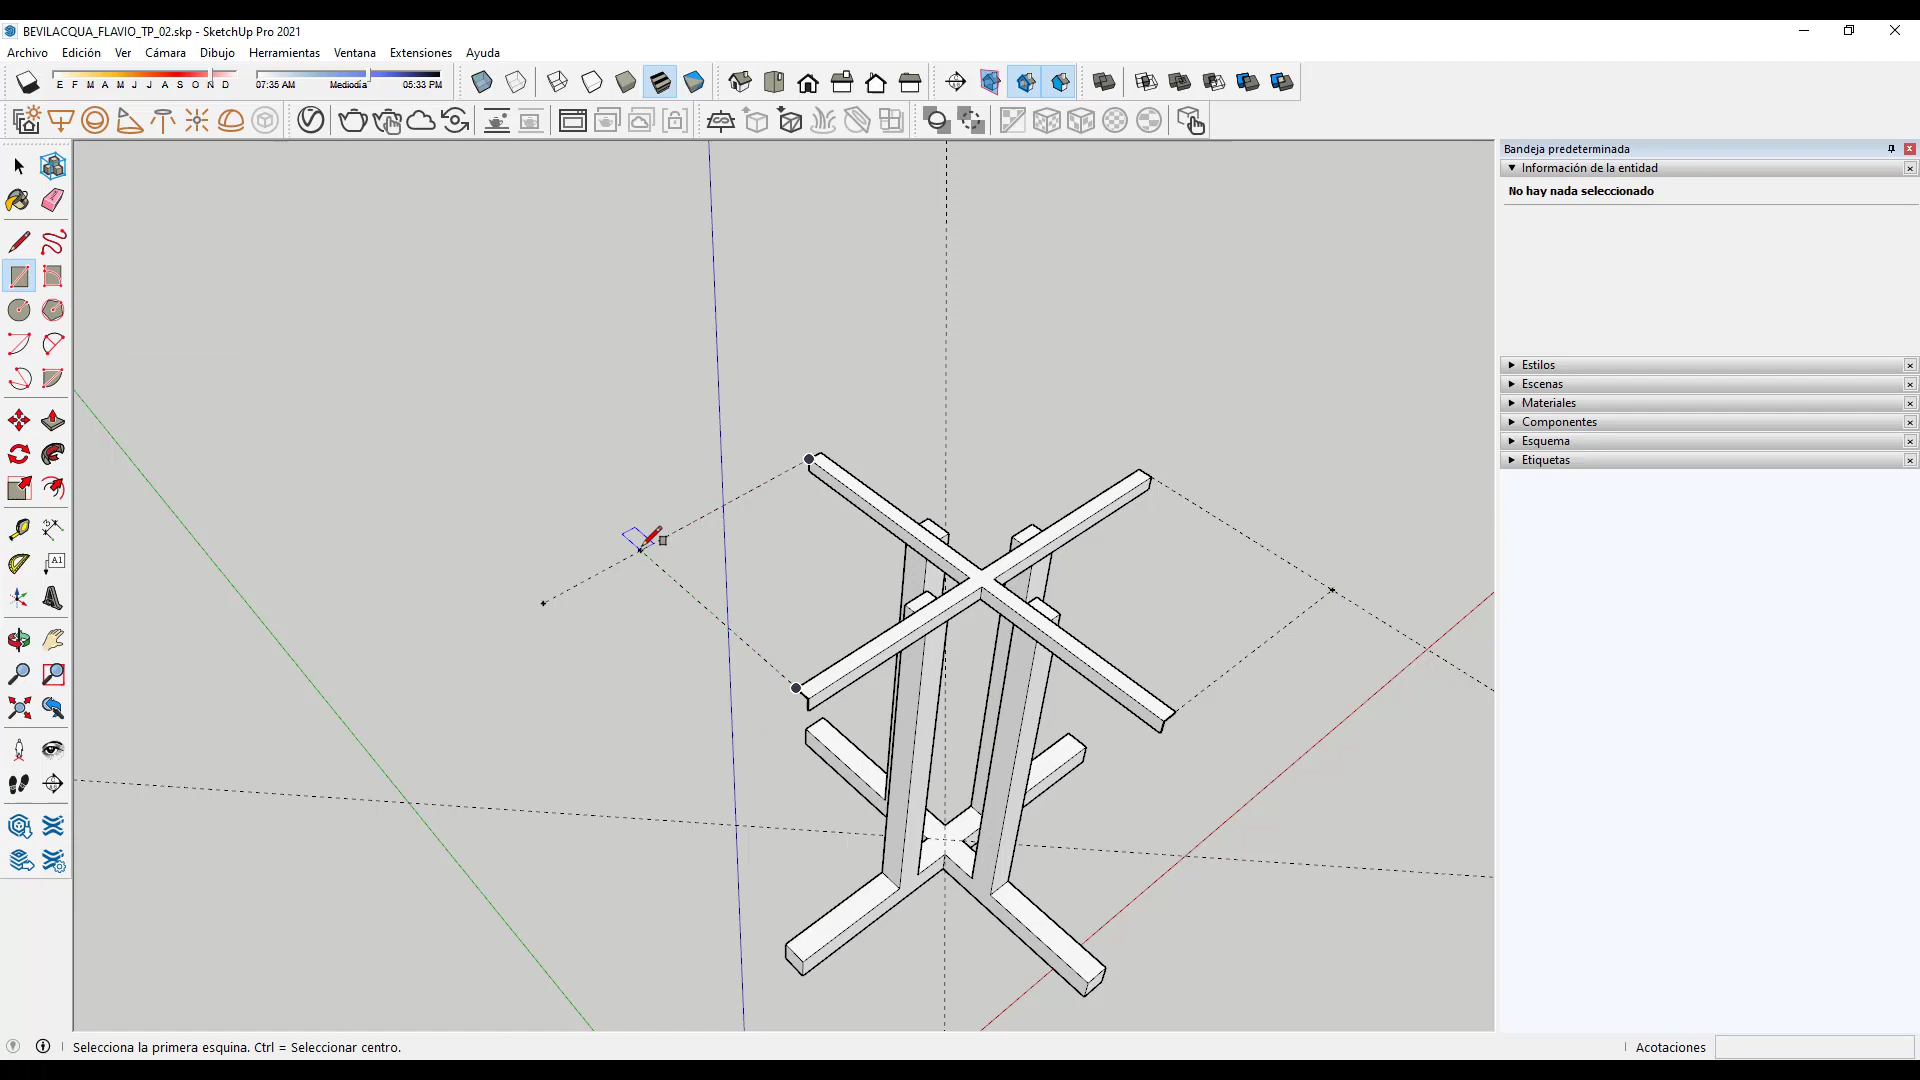 BEVILACQUA_FLAVIO_TP_02.skp - SketchUp Pro 2021
Archivo Edición Ver Cámara Dibujo Herramientas Ventana Extensiones Ayuda
E F M A M J J A S O N D 07:35 AM Mediodía 05:33 PM
Bandeja predeterminada
Información de la entidad
No hay nada seleccionado
Estilos
Escenas
Materiales
Componentes
Esquema
Etiquetas
A1
Selecciona la primera esquina. Ctrl = Seleccionar centro.
Acotaciones